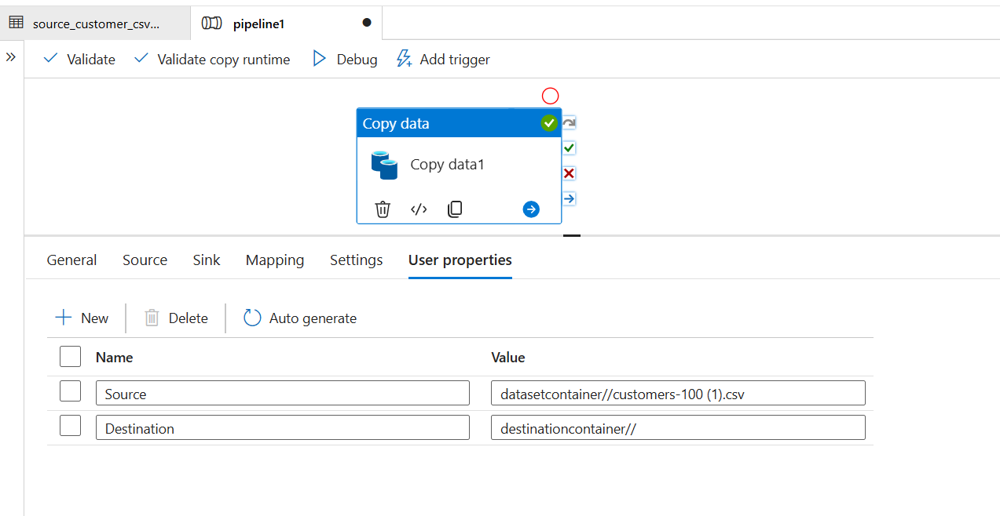 source_customer_csv...
pipeline1
Validate
Validate copy runtime
Debug
Add trigger
Copy data
Copy data1
General
Source
Sink
Mapping
Settings
User properties
New
Delete
Auto generate
Name
Value
Source
datasetcontainer//customers-100 (1).csv
Destination
destinationcontainer//